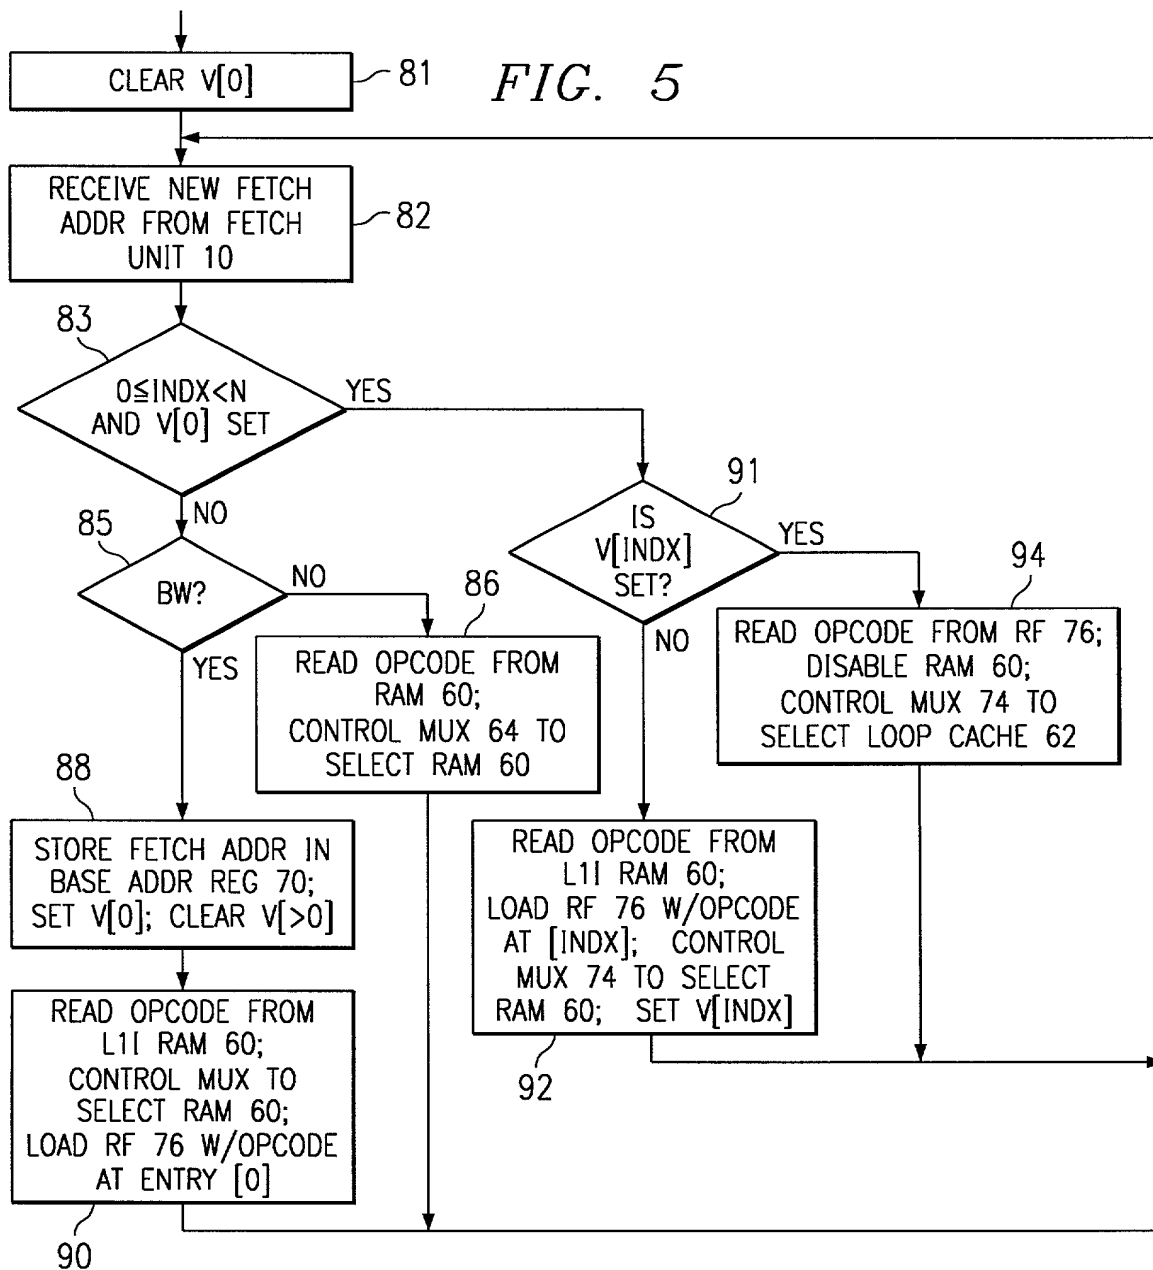 CLEAR V[0]
81
FIG. 5
RECEIVE NEW FETCH
ADDR FROM FETCH
UNIT 10
82
83
0≦INDX<N
AND V[0] SET
YES
NO
85
BW?
NO
YES
86
READ OPCODE FROM
RAM 60;
CONTROL MUX 64 TO
SELECT RAM 60
91
IS
V[INDX]
SET?
YES
NO
94
READ OPCODE FROM RF 76;
DISABLE RAM 60;
CONTROL MUX 74 TO
SELECT LOOP CACHE 62
88
STORE FETCH ADDR IN
BASE ADDR REG 70;
SET V[0]; CLEAR V[>0]
READ OPCODE FROM
L1I RAM 60;
LOAD RF 76 W/OPCODE
AT [INDX]; CONTROL
MUX 74 TO SELECT
RAM 60; SET V[INDX]
92
READ OPCODE FROM
L1I RAM 60;
CONTROL MUX TO
SELECT RAM 60;
LOAD RF 76 W/OPCODE
AT ENTRY [0]
90